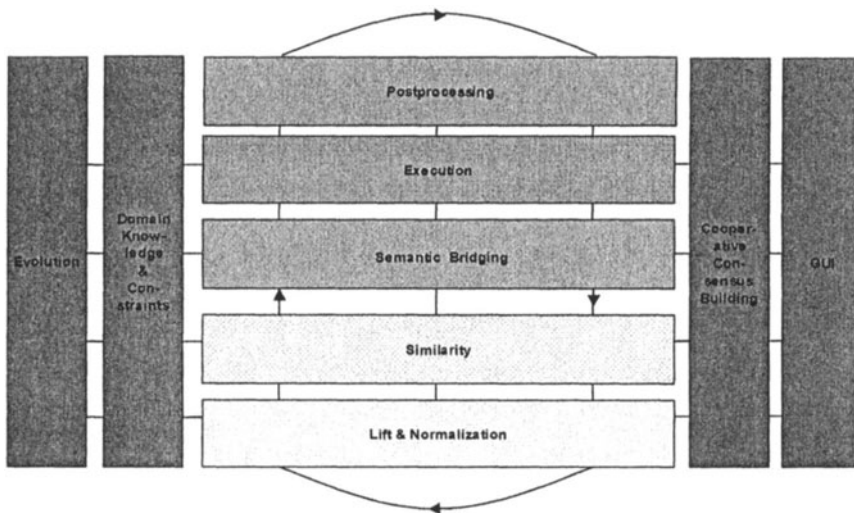 Postprocessing
Execution
Semantic Bridging
Similarity
Lift & Normalization
Evolution
Domain
Know-
ledge
&
Con-
straints
Cooper-
ative
Con-
sensus
Building
GUI